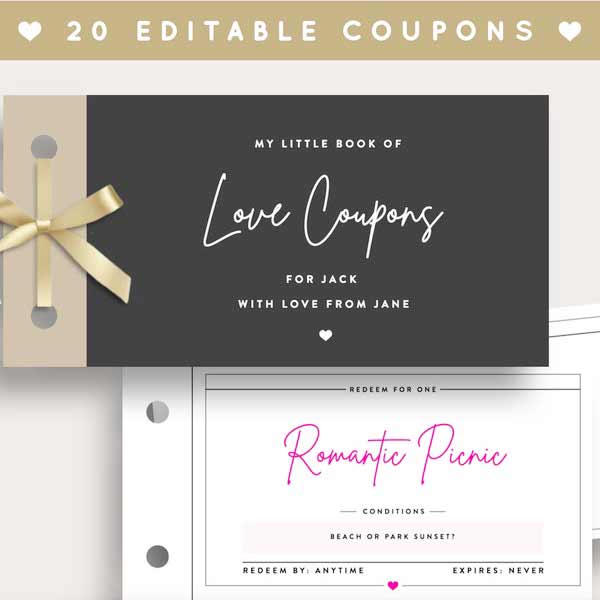 20 EDITABLE COUPONS
MY LITTLE BOOK OF
Love Coupons
FOR JACK
WITH LOVE FROM JANE
REDEEM FOR ONE
Romantic Picnic
CONDITIONS
BEACH OR PARK SUNSET?
REDEEM BY: ANYTIME EXPIRES: NEVER